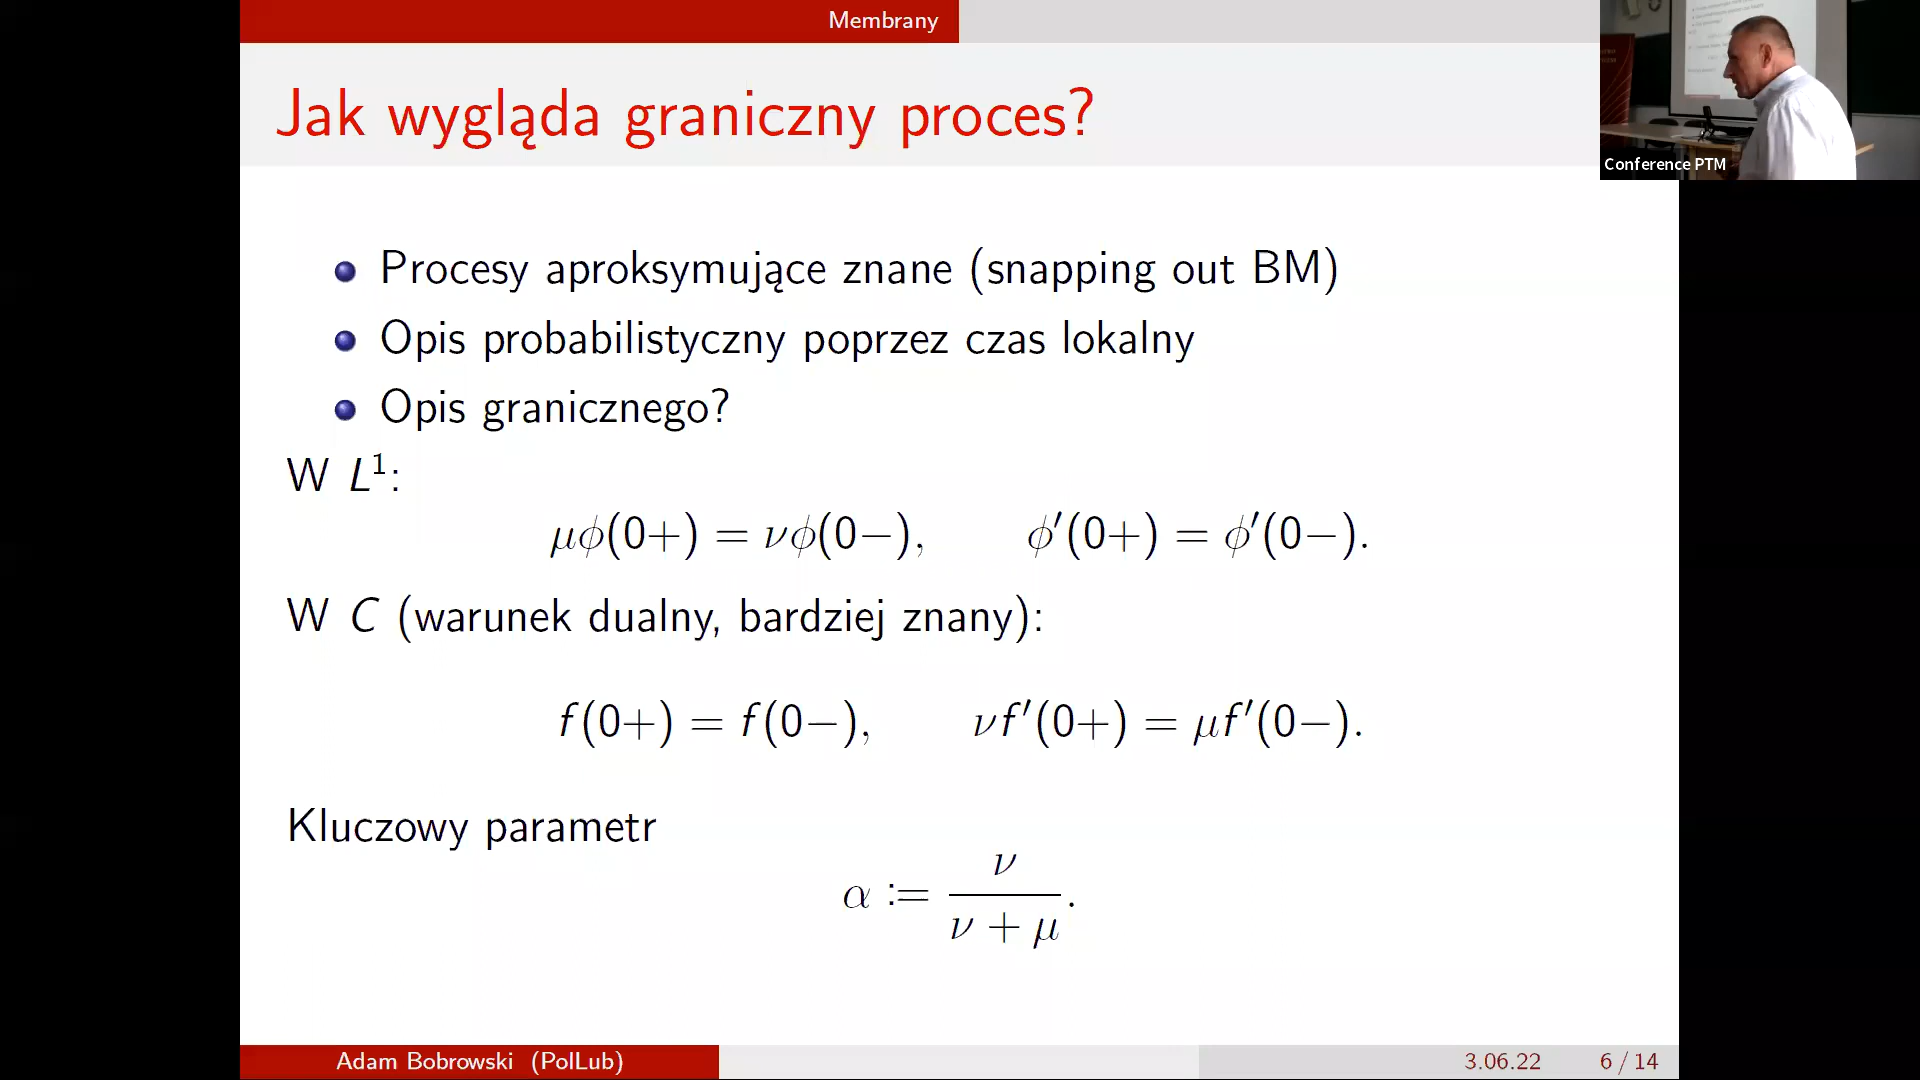 Membrany
Jak wygląda graniczny proces?
Conference PTM
Procesy aproksymujące znane (snapping out BM)
Opis probabilistyczny poprzez czas lokalny
Opis granicznego?
W L¹:
μϕ(0+) = νϕ(0−), ϕ′(0+) = ϕ′(0−).
W C (warunek dualny, bardziej znany):
f(0+) = f(0−), νf′(0+) = μf′(0−).
Kluczowy parametr
α := ν / (ν + μ).
Adam Bobrowski (PolLub) 3.06.22 6 / 14